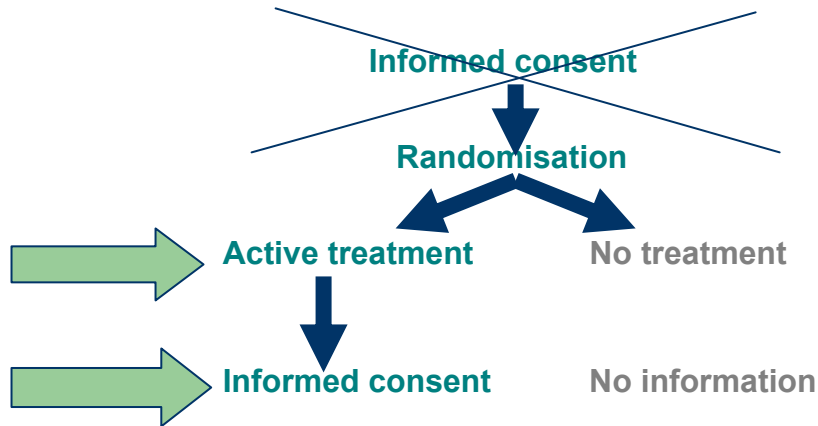 Informed consent
Randomisation
Active treatment
No treatment
Informed consent
No information